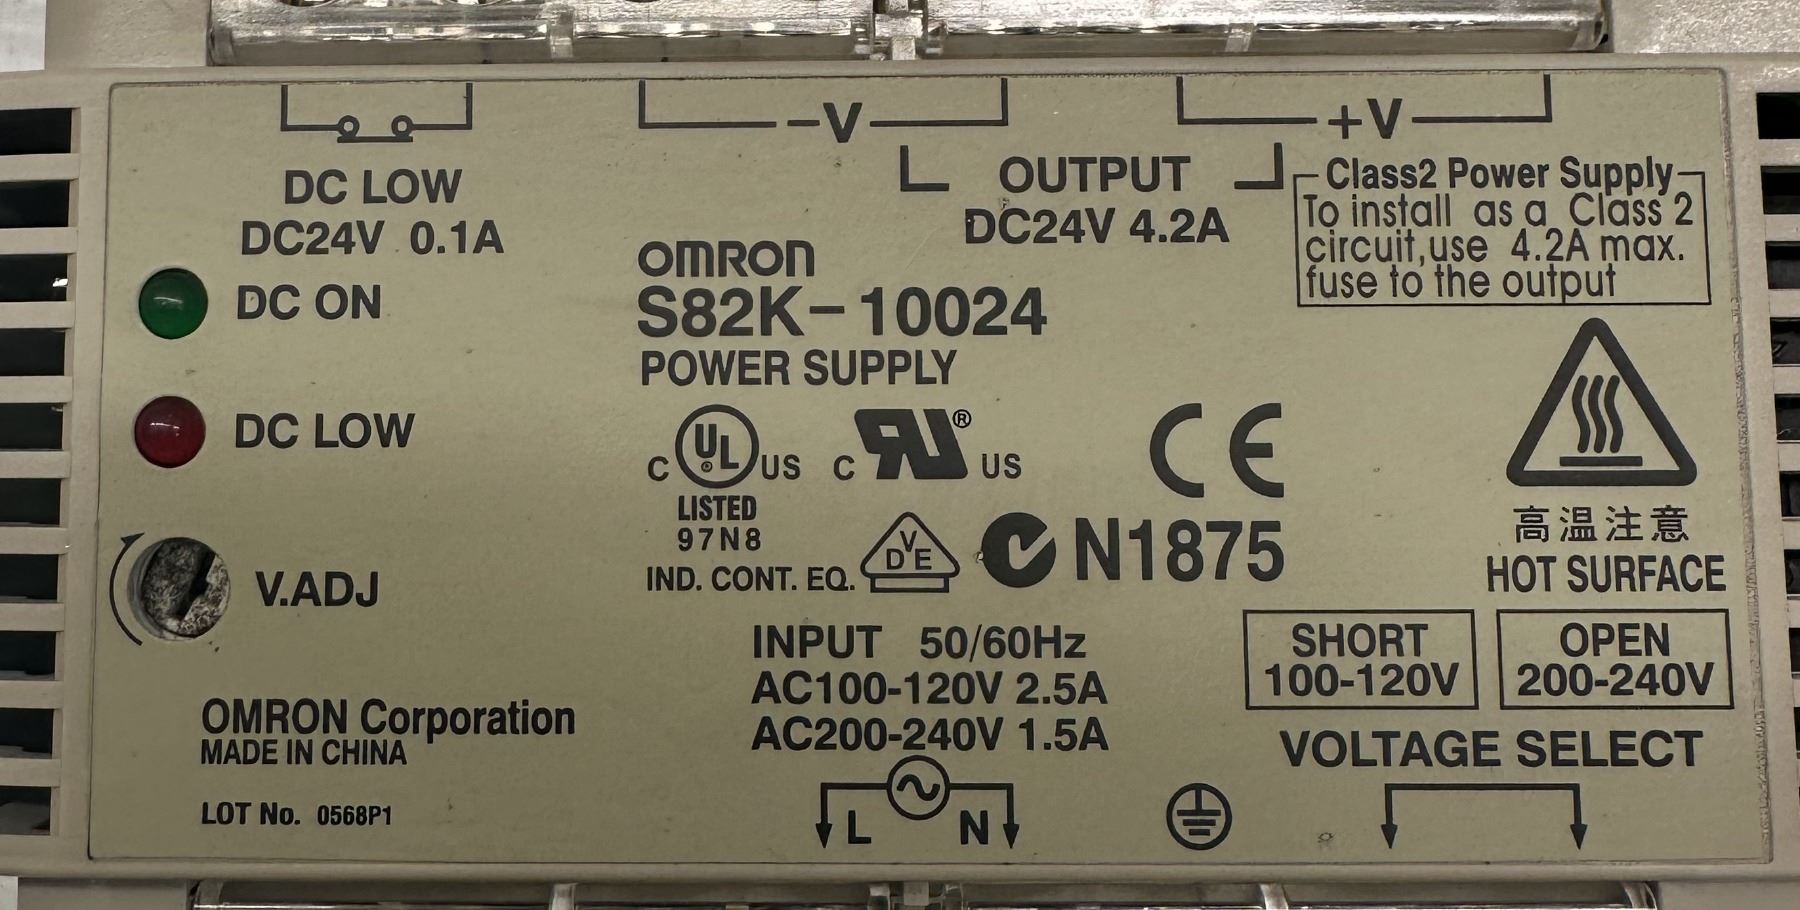 -V
+V
DC LOW
DC24V 0.1A
OUTPUT
DC24V 4.2A
Class2 Power Supply
To install as a Class 2
circuit,use 4.2A max.
fuse to the output
DC ON
OMRON
S82K-10024
POWER SUPPLY
DC LOW
C UL US
LISTED
97N8
IND. CONT. EQ.
C RU® US
CE
VDE
N1875
高温注意
HOT SURFACE
V.ADJ
INPUT 50/60Hz
AC100-120V 2.5A
AC200-240V 1.5A
SHORT
100-120V
OPEN
200-240V
VOLTAGE SELECT
OMRON Corporation
MADE IN CHINA
LOT No. 0568P1
L N